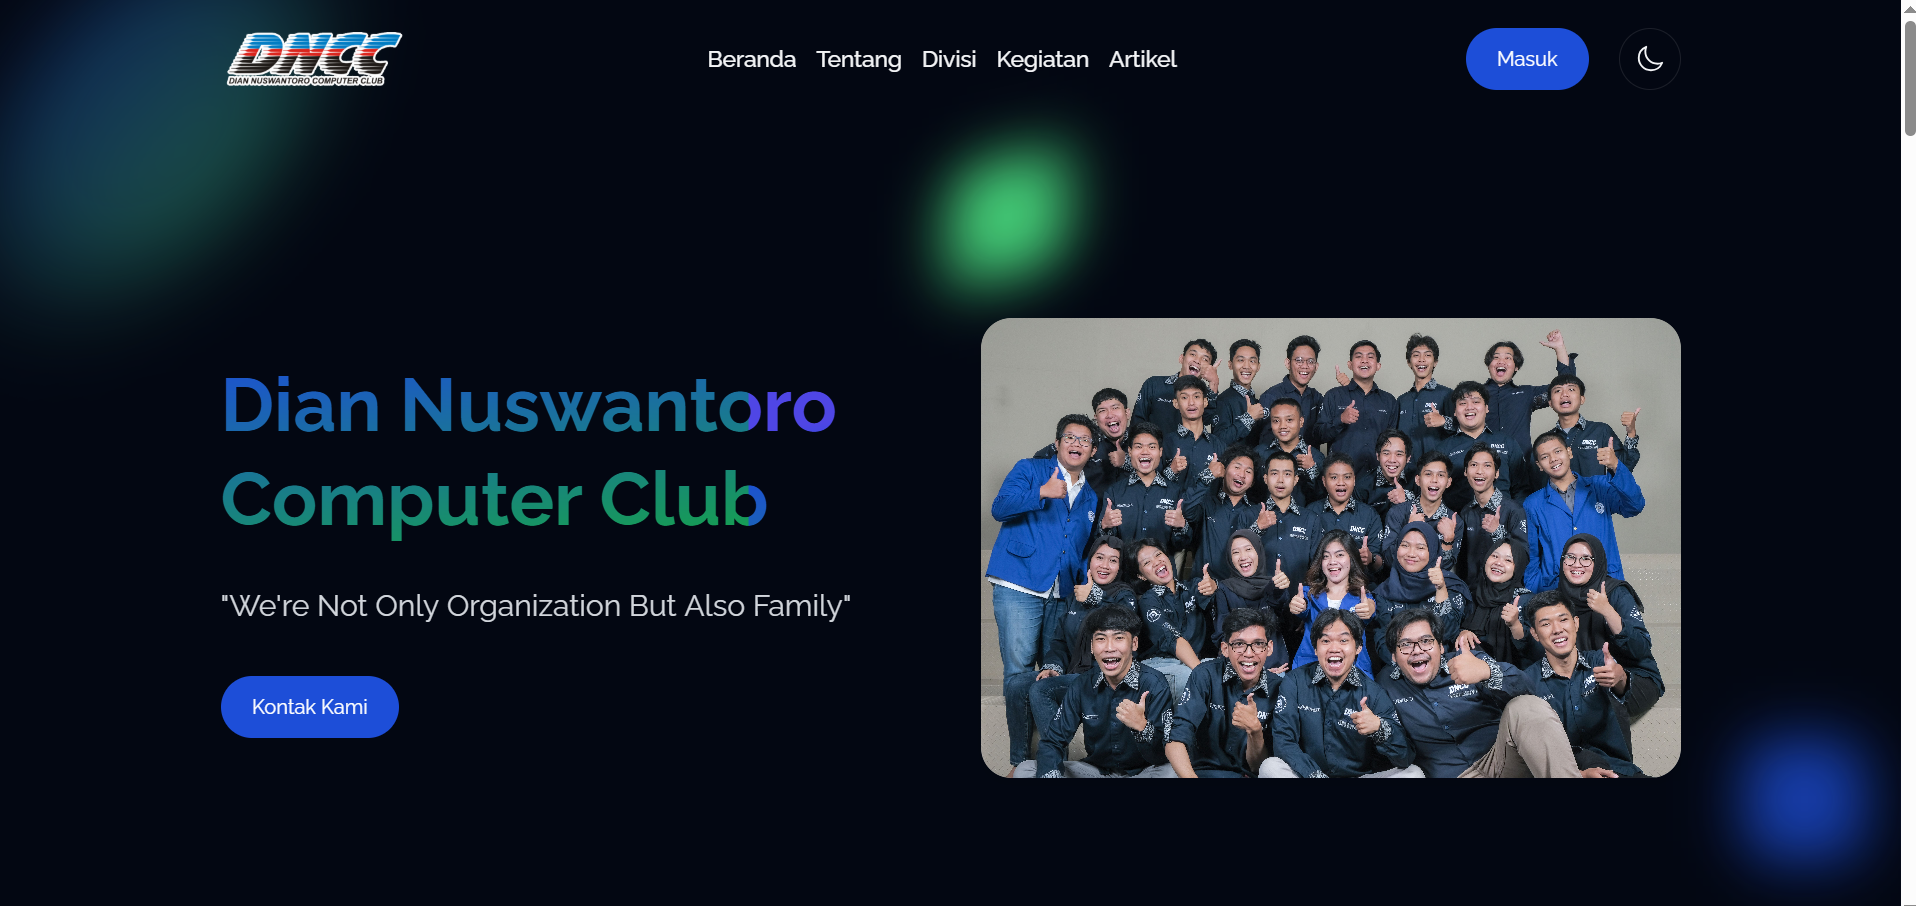 DNCC
DIAN NUSWANTORO COMPUTER CLUB
Beranda Tentang Divisi Kegiatan Artikel
Masuk
Dian Nuswantoro
Computer Club
"We're Not Only Organization But Also Family"
Kontak Kami
DNCC